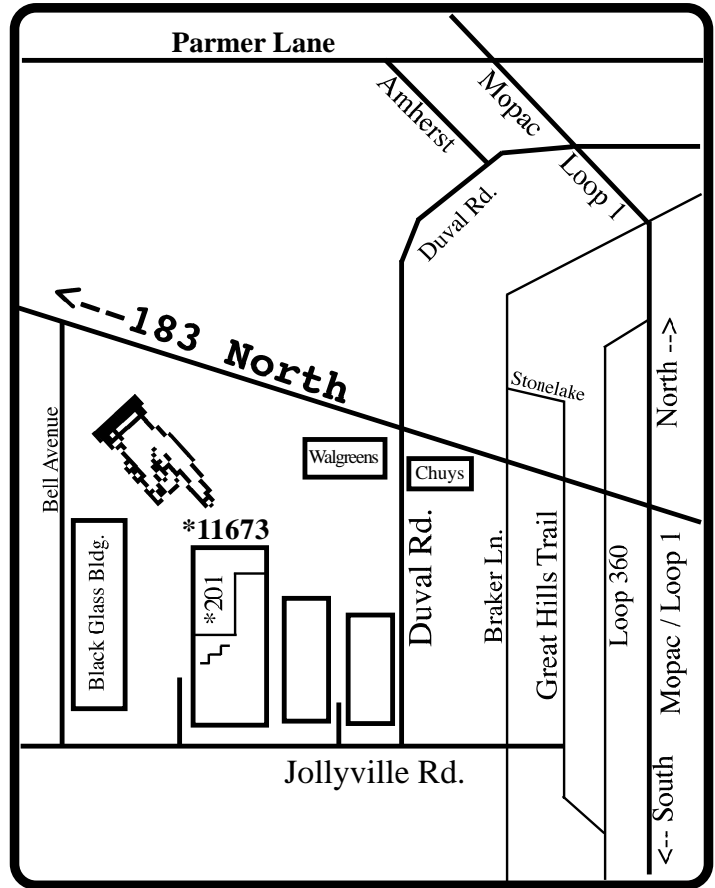 Parmer Lane
Mopac
Amherst
Loop 1
Duval Rd.
<---183 North
Stonelake
North -->
Bell Avenue
Walgreens
Chuys
*11673
Black Glass Bldg.
*201
Duval Rd.
Braker Ln.
Great Hills Trail
Loop 360
Mopac / Loop 1
Jollyville Rd.
<-- South